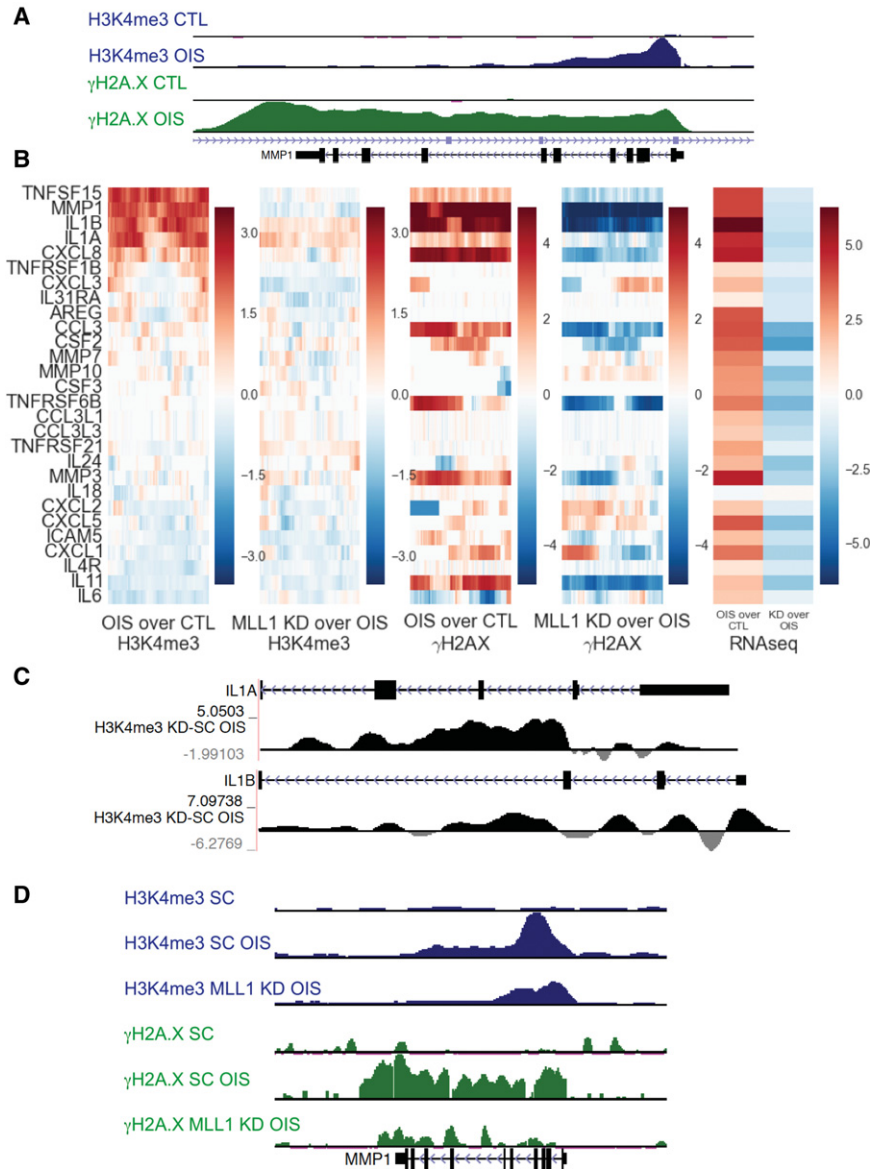 A
H3K4me3 CTL
H3K4me3 OIS
γH2A.X CTL
γH2A.X OIS
MMP1
B
TNFSF15
MMP1
IL1B
IL1A
CXCL8
TNFRSF1B
CXCL3
IL31RA
AREG
CCL3
CSF2
MMP7
MMP10
CSF3
TNFRSF6B
CCL3L1
CCL3L3
TNFRSF21
IL24
MMP3
IL18
CXCL2
CXCL5
ICAM5
CXCL1
IL4R
IL11
IL6
3.0
1.5
0.0
−1.5
−3.0
3.0
1.5
0.0
−1.5
−3.0
4
2
0
−2
−4
4
2
0
−2
−4
5.0
2.5
0.0
−2.5
−5.0
OIS over CTL
H3K4me3
MLL1 KD over OIS
H3K4me3
OIS over CTL
γH2AX
MLL1 KD over OIS
γH2AX
OIS over
CTL
KD over
OIS
RNAseq
C
IL1A
5.0503
H3K4me3 KD-SC OIS
-1.99103
IL1B
7.09738
H3K4me3 KD-SC OIS
-6.2769
D
H3K4me3 SC
H3K4me3 SC OIS
H3K4me3 MLL1 KD OIS
γH2A.X SC
γH2A.X SC OIS
γH2A.X MLL1 KD OIS
MMP1